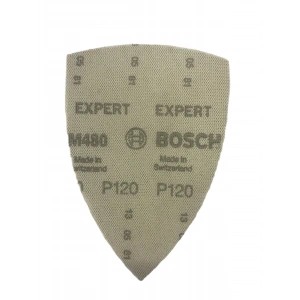 EXPERT EXPERT
M480 BOSCH
Made in Made in
Switzerland Switzerland
P120 P120